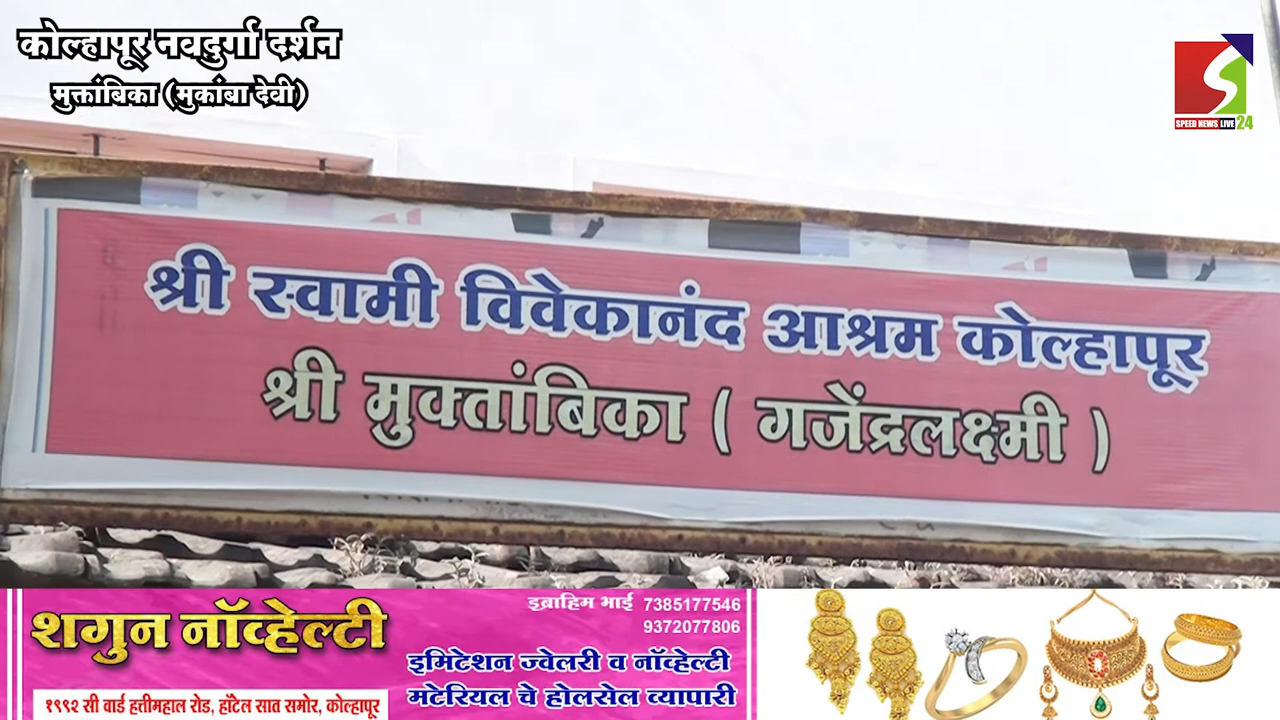 कोल्हापूर नवदुर्गा दर्शन
मुक्तांबिका (मुकांबा देवी)
SPEED NEWS LIVE 24
श्री स्वामी विवेकानंद आश्रम कोल्हापूर
श्री मुक्तांबिका ( गजेंद्रलक्ष्मी )
शगुन नॉव्हेल्टी
इब्राहिम भाई 7385177546
9372077806
इमिटेशन ज्वेलरी व नॉव्हेल्टी
मटेरियल चे होलसेल व्यापारी
१९९२ सी वार्ड हत्तीमहाल रोड, हॉटेल सात समोर, कोल्हापूर